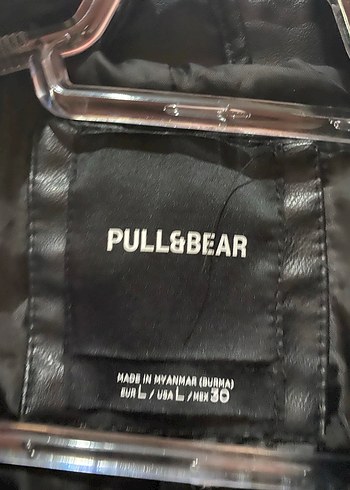 PULL&BEAR
MADE IN MYANMAR (BURMA)
EUR L / USA L / MEX 30